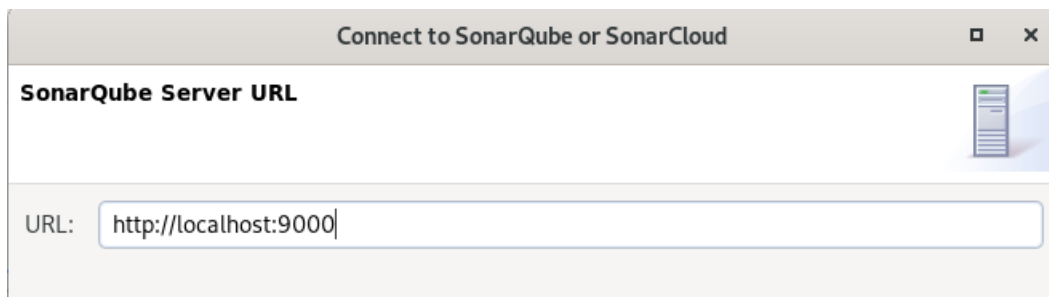 Connect to SonarQube or SonarCloud
SonarQube Server URL
URL: http://localhost:9000